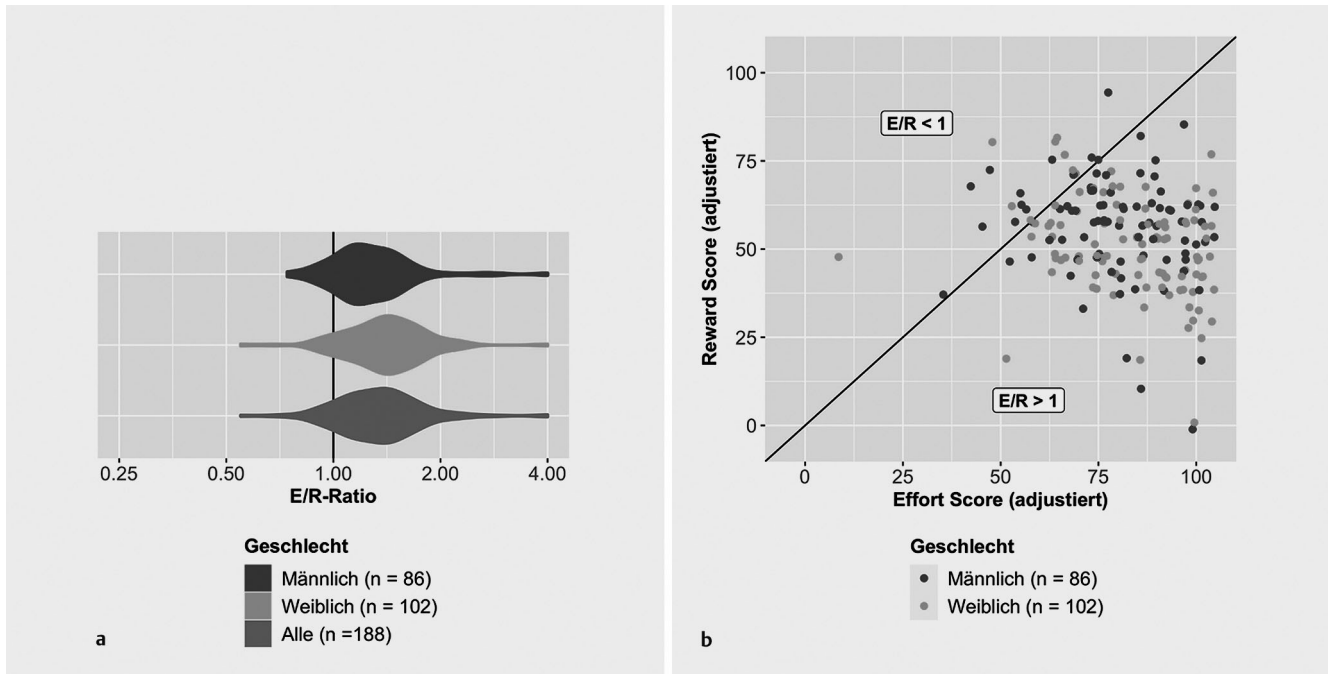 0.25 0.50 1.00 2.00 4.00
E/R-Ratio
Geschlecht
Männlich (n = 86)
Weiblich (n = 102)
Alle (n =188)
a
Reward Score (adjustiert)
100
75
50
25
0
E/R < 1
E/R > 1
0 25 50 75 100
Effort Score (adjustiert)
Geschlecht
Männlich (n = 86)
Weiblich (n = 102)
b